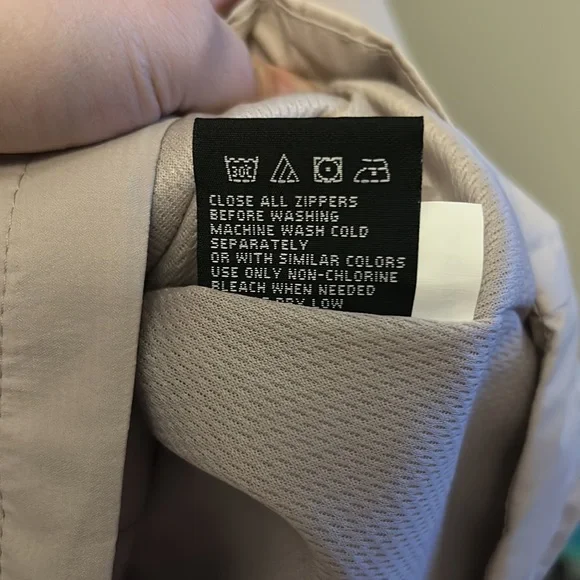 30C
CLOSE ALL ZIPPERS
BEFORE WASHING
MACHINE WASH COLD
SEPARATELY
OR WITH SIMILAR COLORS
USE ONLY NON-CHLORINE
BLEACH WHEN NEEDED
DRY LOW